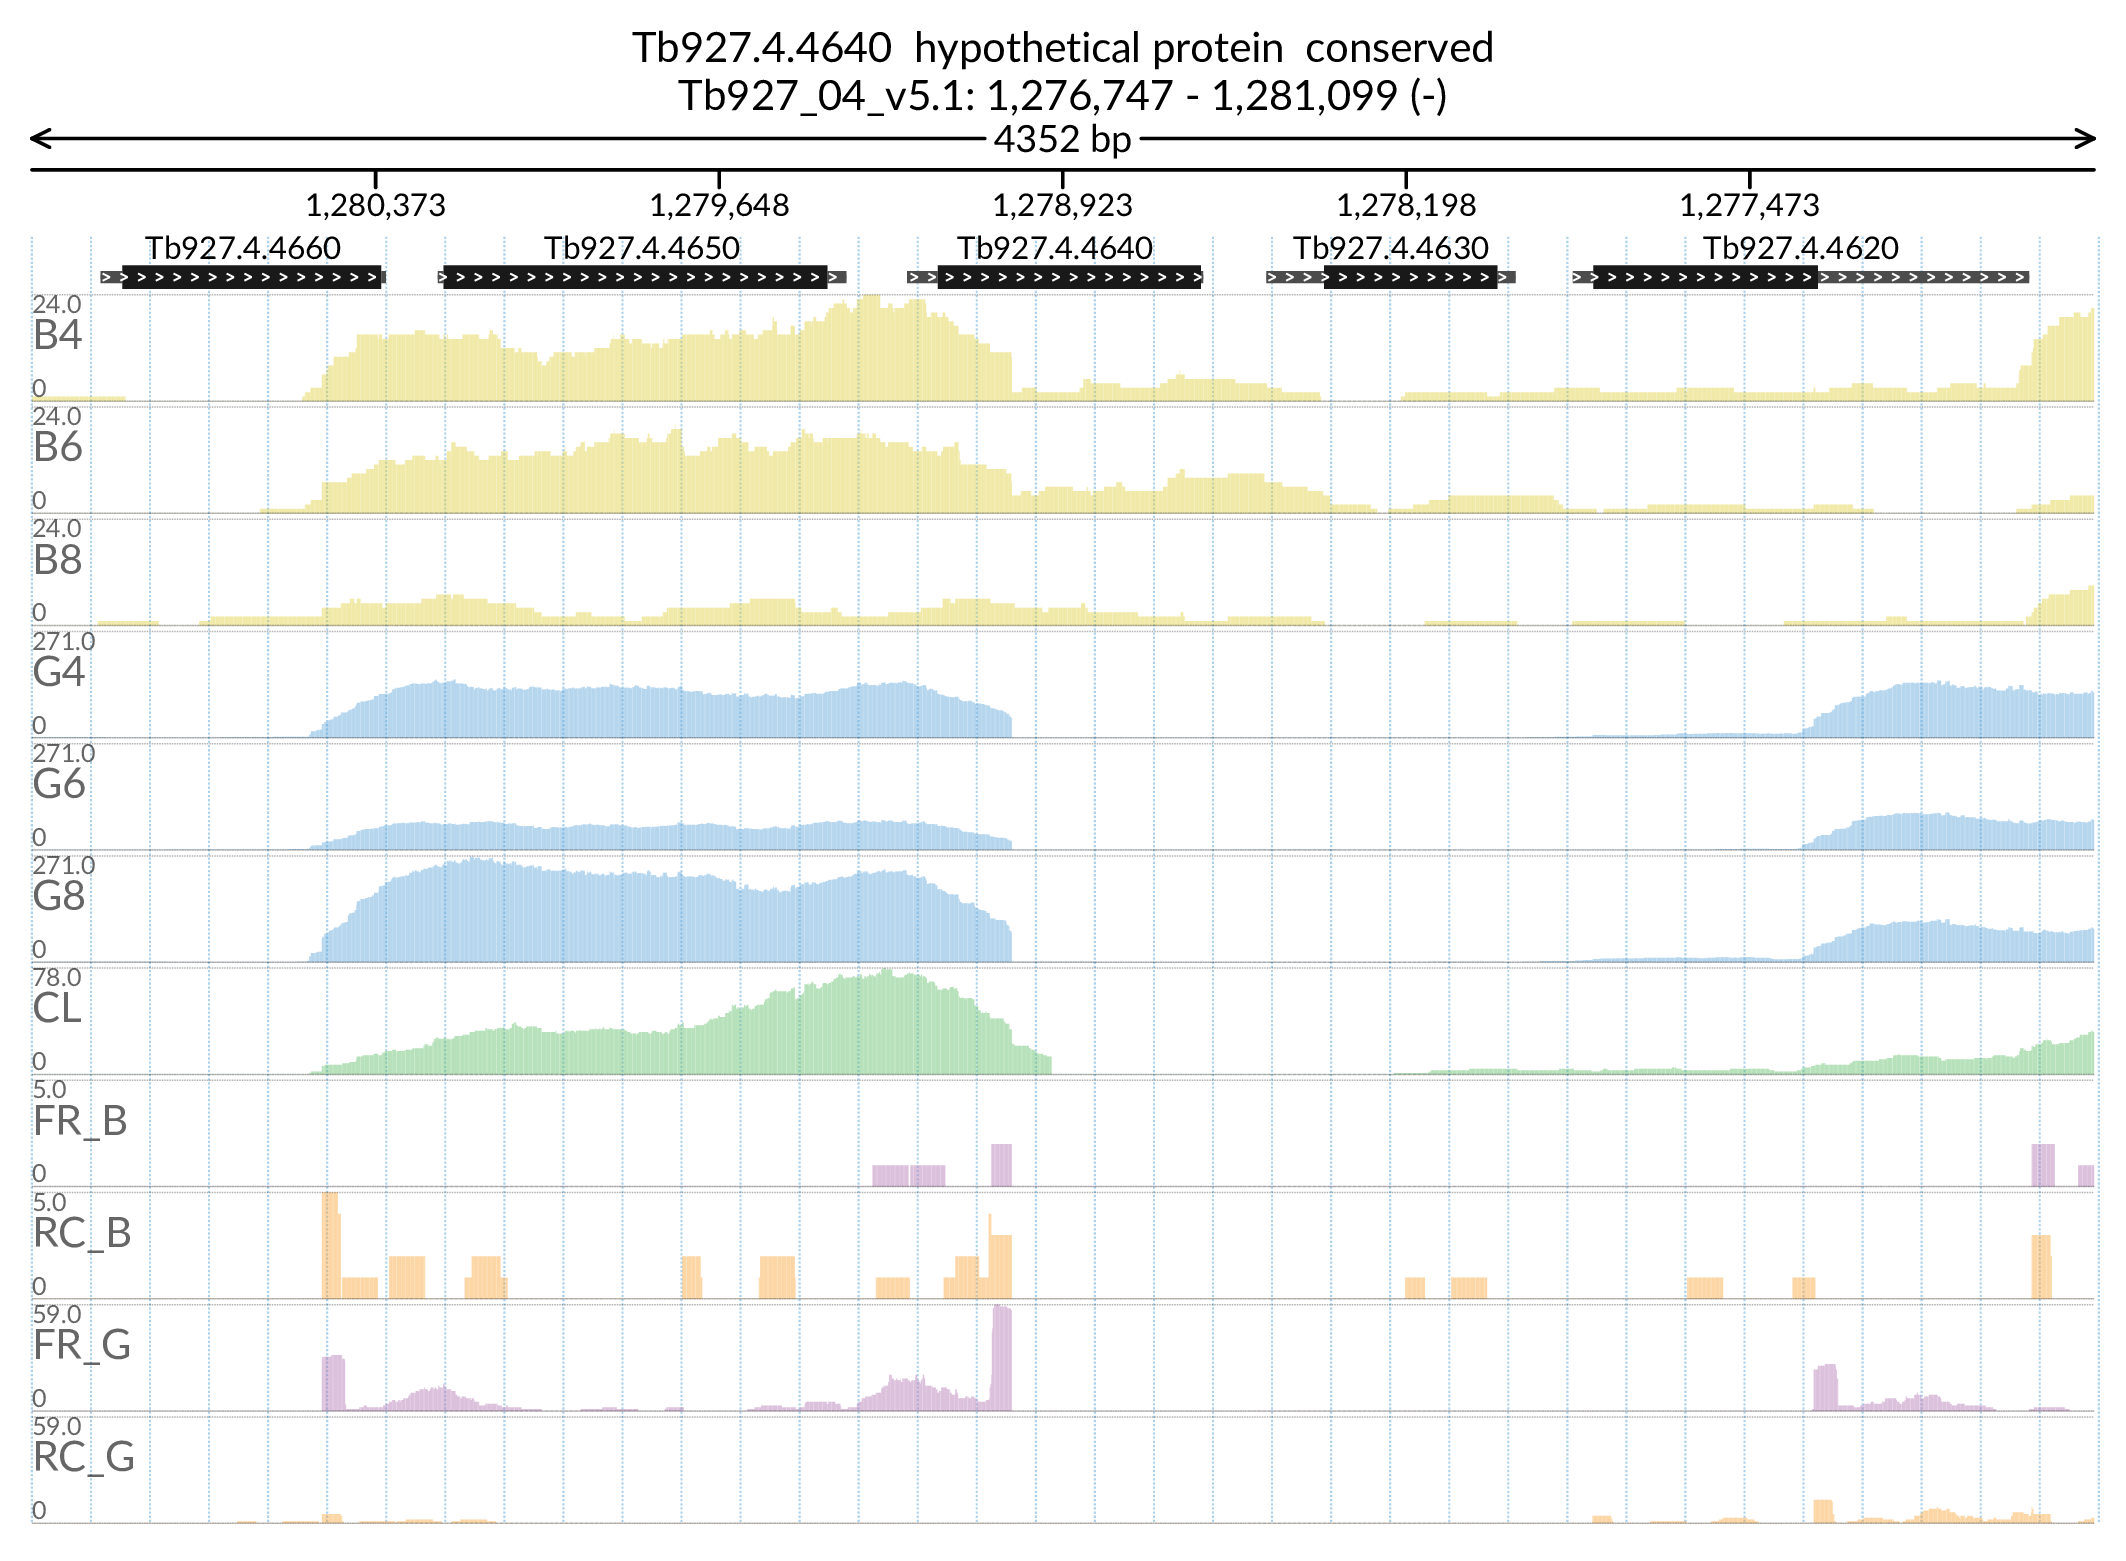 Tb927.4.4640 hypothetical protein conserved
Tb927_04_v5.1: 1,276,747 - 1,281,099 (-)
4352 bp
1,280,373 1,279,648 1,278,923 1,278,198 1,277,473
Tb927.4.4660 Tb927.4.4650 Tb927.4.4640 Tb927.4.4630 Tb927.4.4620
24.0
B4
0
24.0
B6
0
24.0
B8
0
271.0
G4
0
271.0
G6
0
271.0
G8
0
78.0
CL
0
5.0
FR_B
0
5.0
RC_B
0
59.0
FR_G
0
59.0
RC_G
0